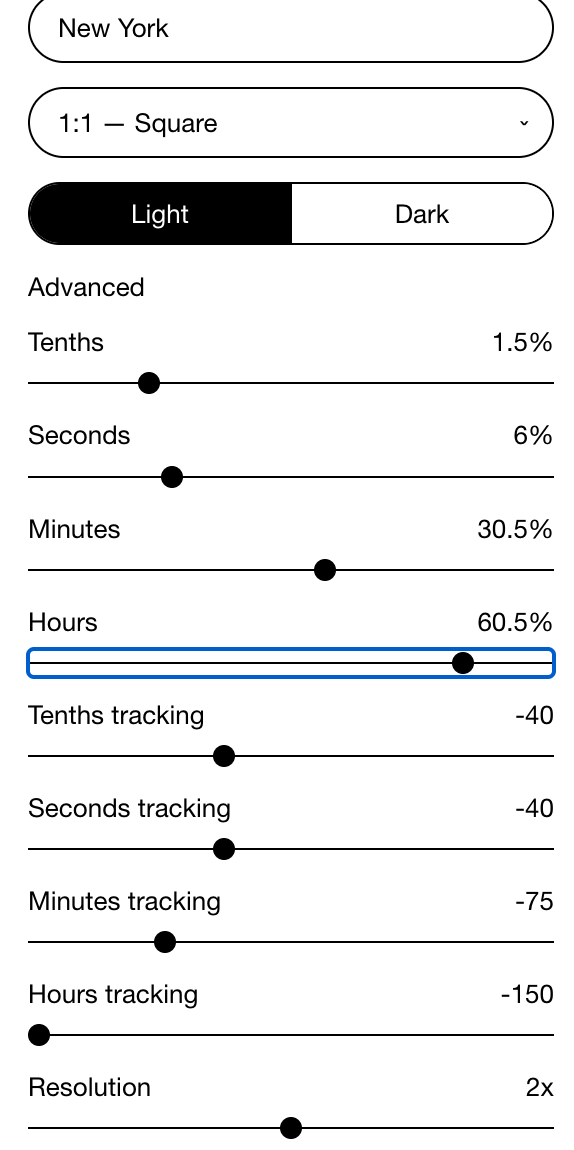 New York
1:1 — Square
Light Dark
Advanced
Tenths 1.5%
Seconds 6%
Minutes 30.5%
Hours 60.5%
Tenths tracking -40
Seconds tracking -40
Minutes tracking -75
Hours tracking -150
Resolution 2x